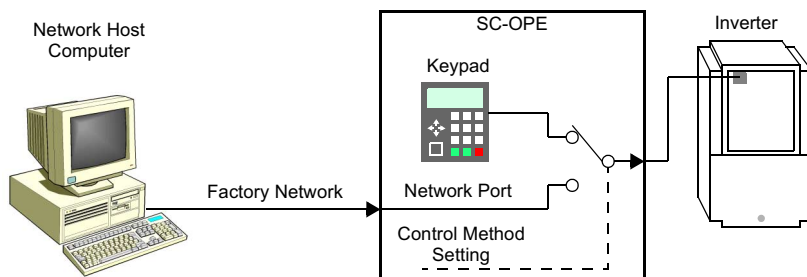 SC-OPE
Inverter
Network Host
Computer
Keypad
Factory Network
Network Port
Control Method
Setting